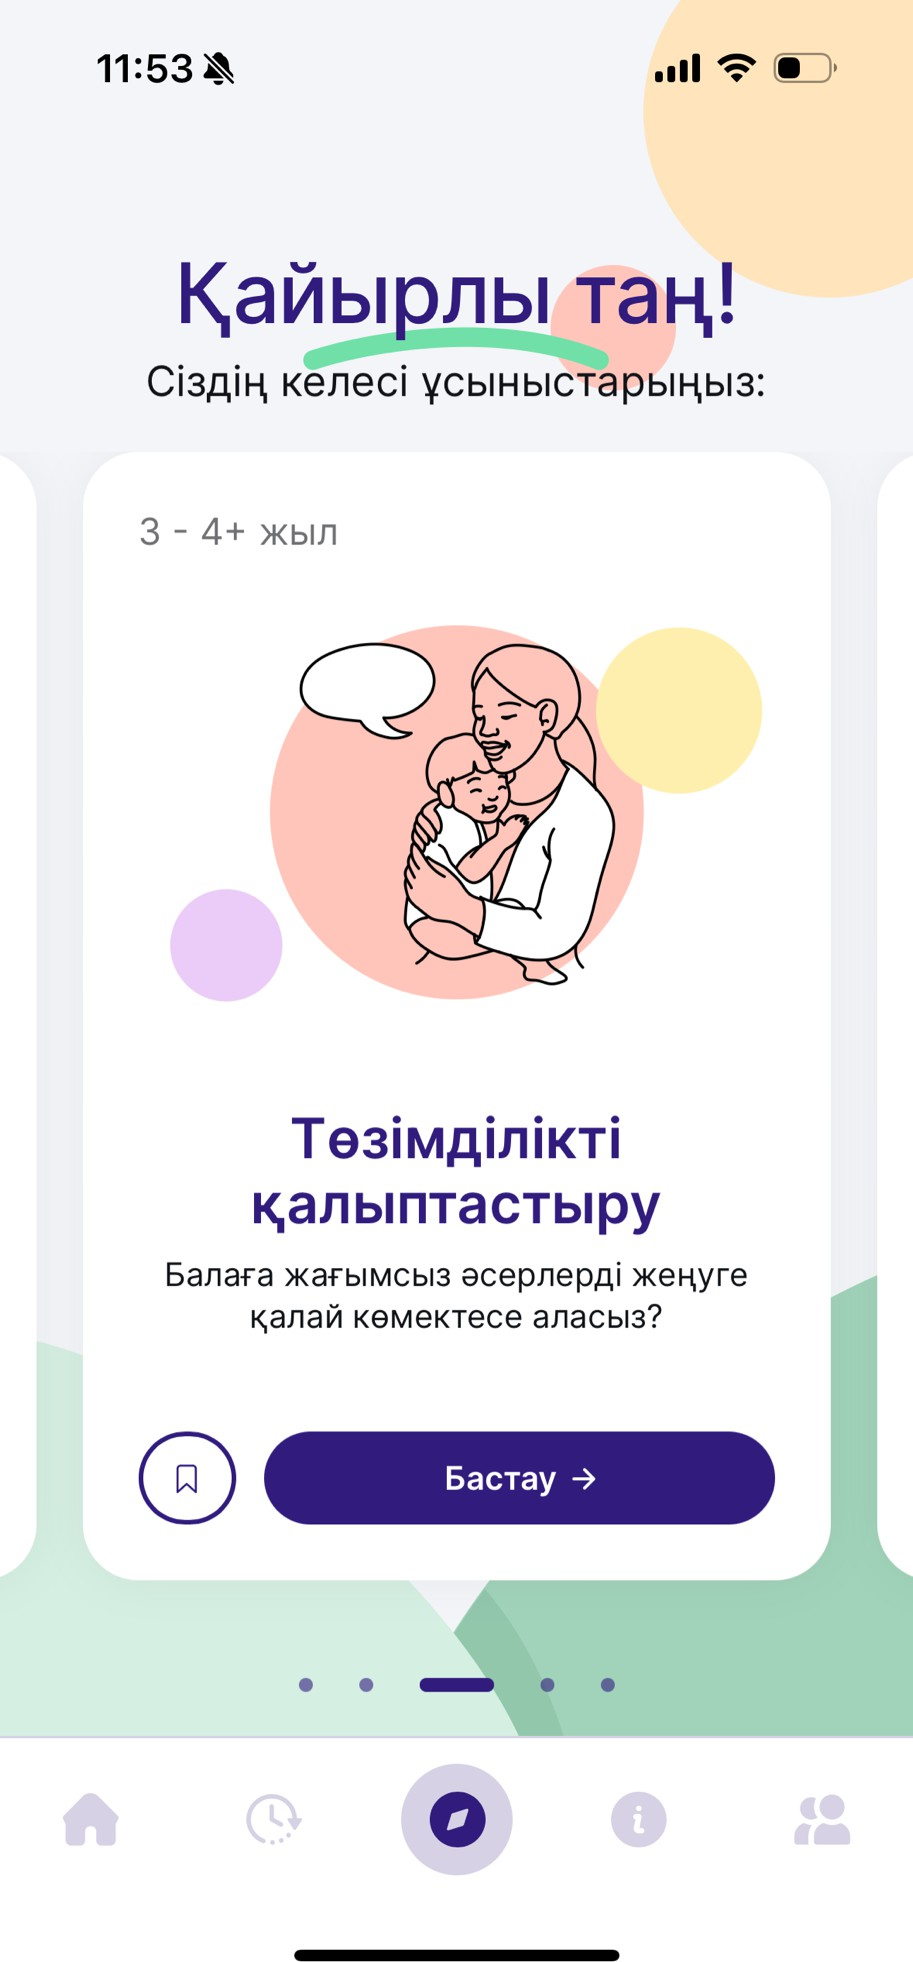 11:53
Қайырлы таң!
Сіздің келесі ұсыныстарыңыз:
3 - 4+ жыл
Төзімділікті
қалыптастыру
Балаға жағымсыз әсерлерді жеңуге
қалай көмектесе аласыз?
Бастау →